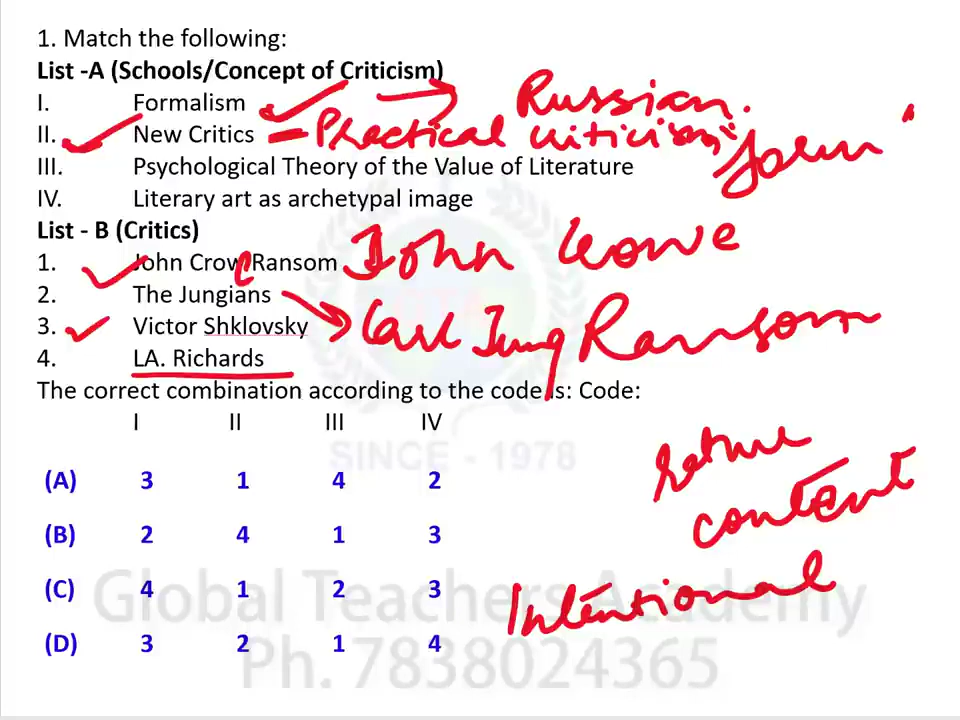 1. Match the following:
List -A (Schools/Concept of Criticism)
I. Formalism
Russian.
II. New Critics
Practical criticism
John
III. Psychological Theory of the Value of Literature
IV. Literary art as archetypal image
List - B (Critics)
1. John Crow Ransom
John Crowe
2. The Jungians
Carl Jung Ransom
3. Victor Shklovsky
4. LA. Richards
The correct combination according to the code is: Code:
I II III IV
SINCE - 1978
(A) 3 1 4 2
content
(B) 2 4 1 3
(C) 4 1 2 3
Intentional
Global Teachers Academy
(D) 3 2 1 4
Ph. 7838024365